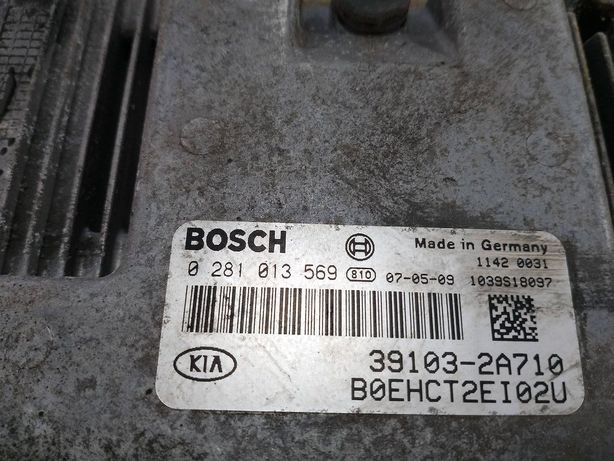 BOSCH Made in Germany
0 281 013 569 810 07-05-09 1142 0031
1039S18097
KIA 39103-2A710
B0EHCT2EI02U